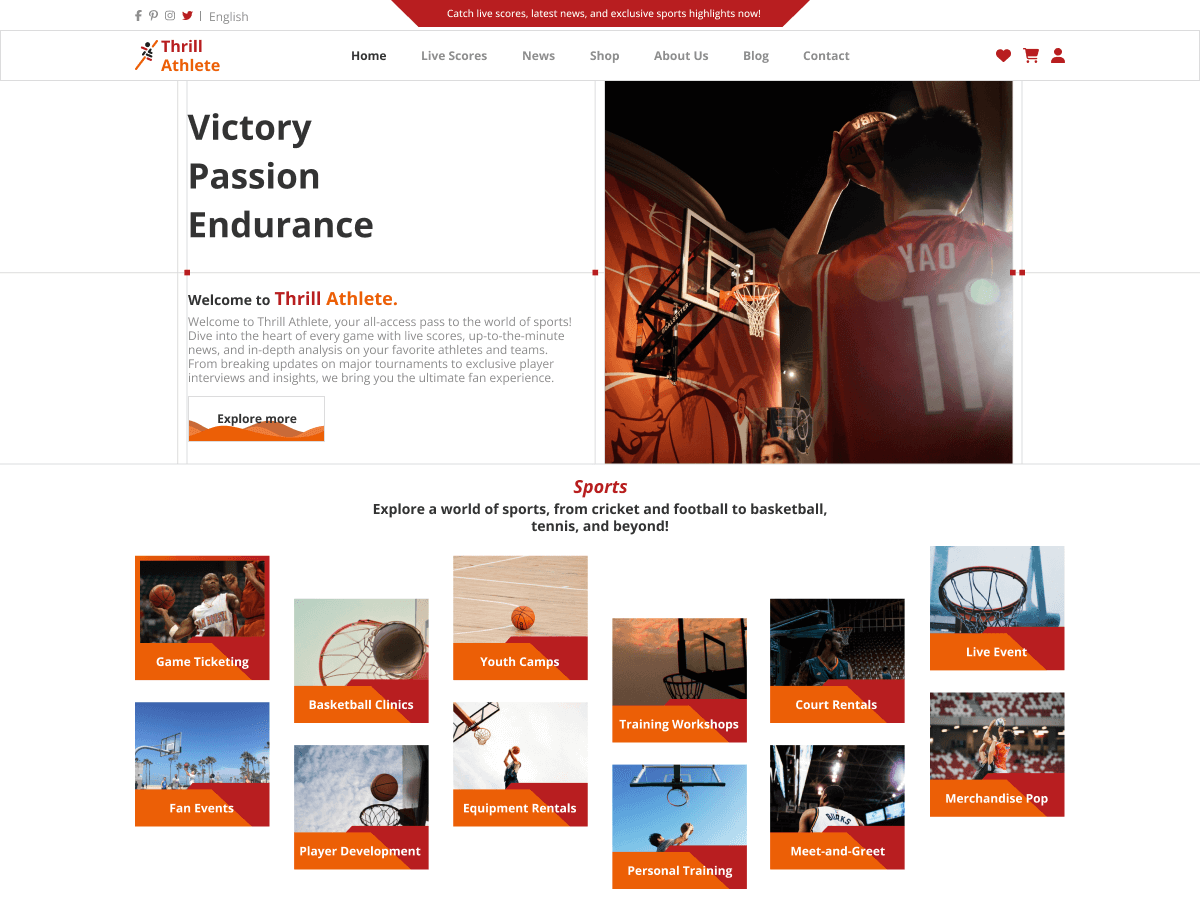 | English
Catch live scores, latest news, and exclusive sports highlights now!
Thrill
Athlete
Home
Live Scores
News
Shop
About Us
Blog
Contact
Victory
Passion
Endurance
NBA
YAO
11
Welcome to Thrill Athlete.
Welcome to Thrill Athlete, your all-access pass to the world of sports!
Dive into the heart of every game with live scores, up-to-the-minute
news, and in-depth analysis on your favorite athletes and teams.
From breaking updates on major tournaments to exclusive player
interviews and insights, we bring you the ultimate fan experience.
Explore more
Sports
Explore a world of sports, from cricket and football to basketball,
tennis, and beyond!
Game Ticketing
Basketball Clinics
Youth Camps
Training Workshops
Court Rentals
Live Event
Fan Events
Player Development
Equipment Rentals
Personal Training
Meet-and-Greet
Merchandise Pop